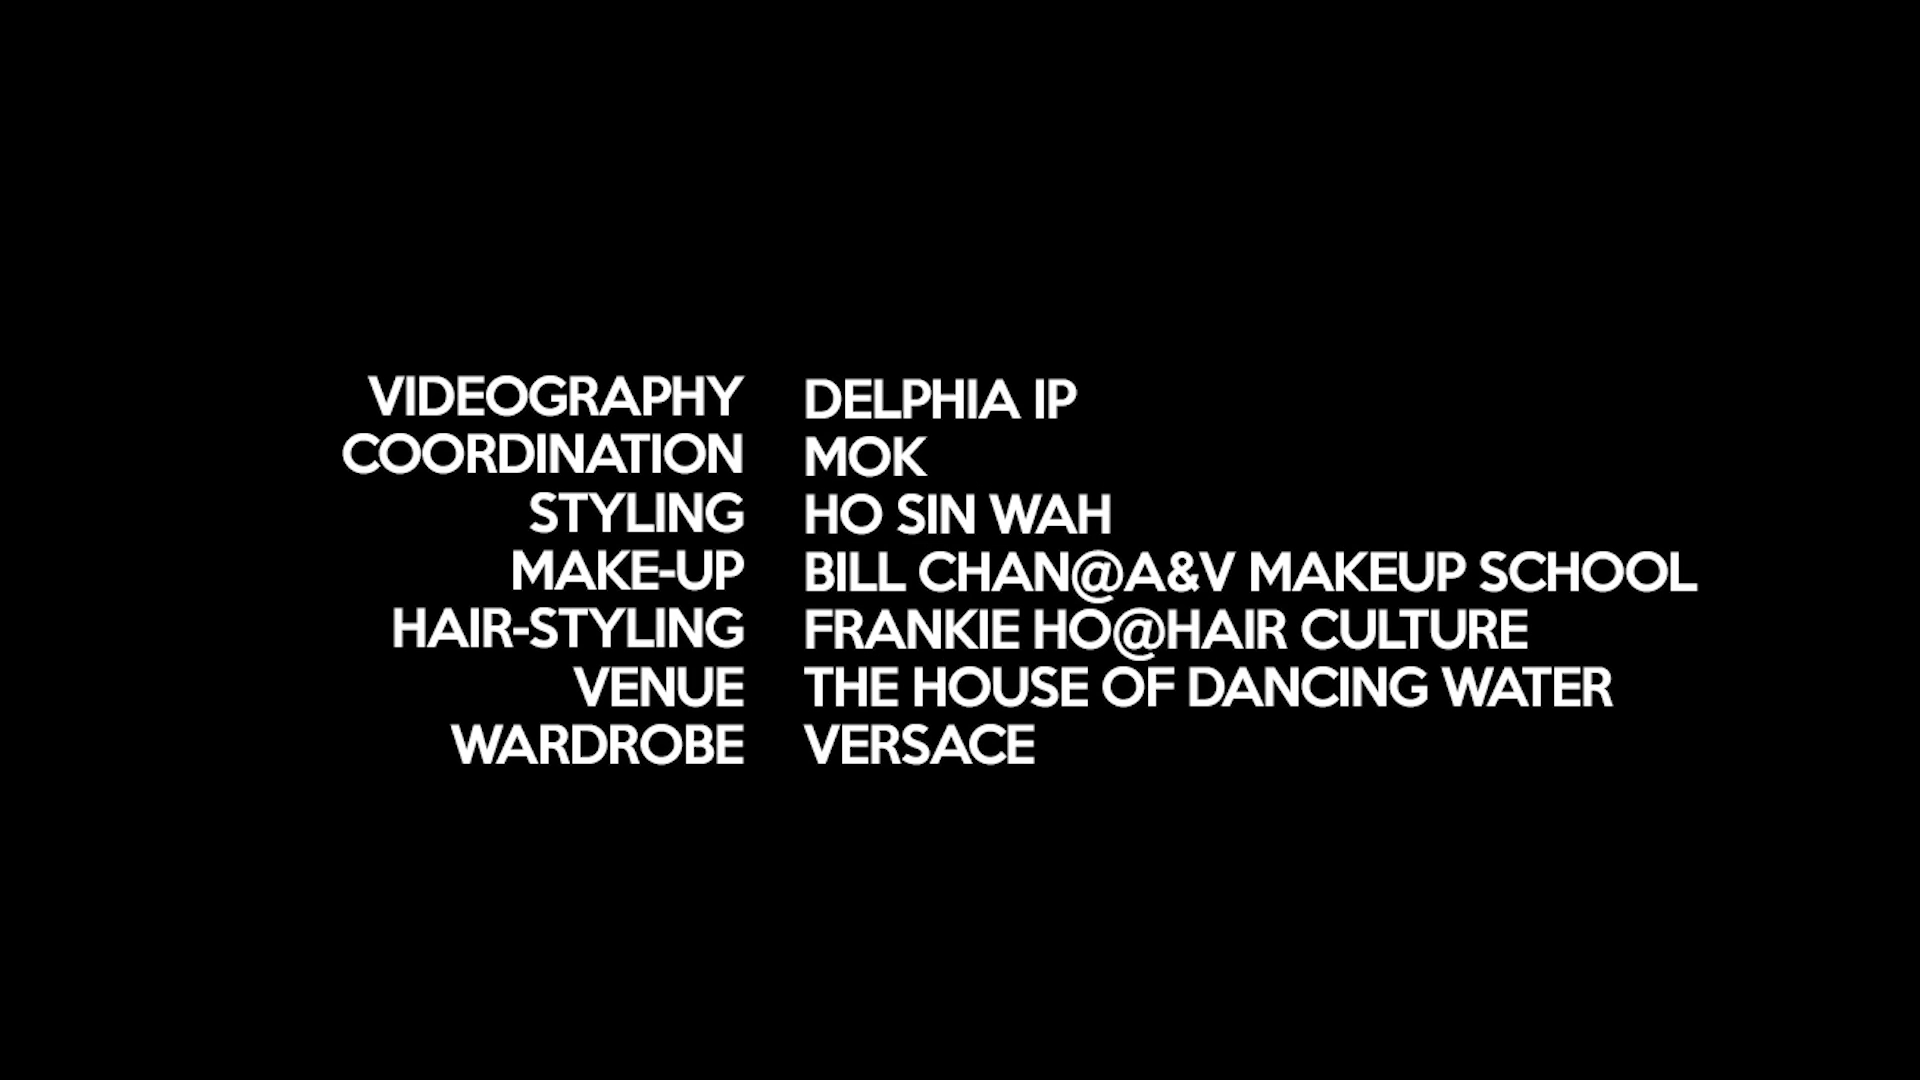 VIDEOGRAPHY DELPHIA IP
COORDINATION MOK
STYLING HO SIN WAH
MAKE-UP BILL CHAN@A&V MAKEUP SCHOOL
HAIR-STYLING FRANKIE HO@HAIR CULTURE
VENUE THE HOUSE OF DANCING WATER
WARDROBE VERSACE